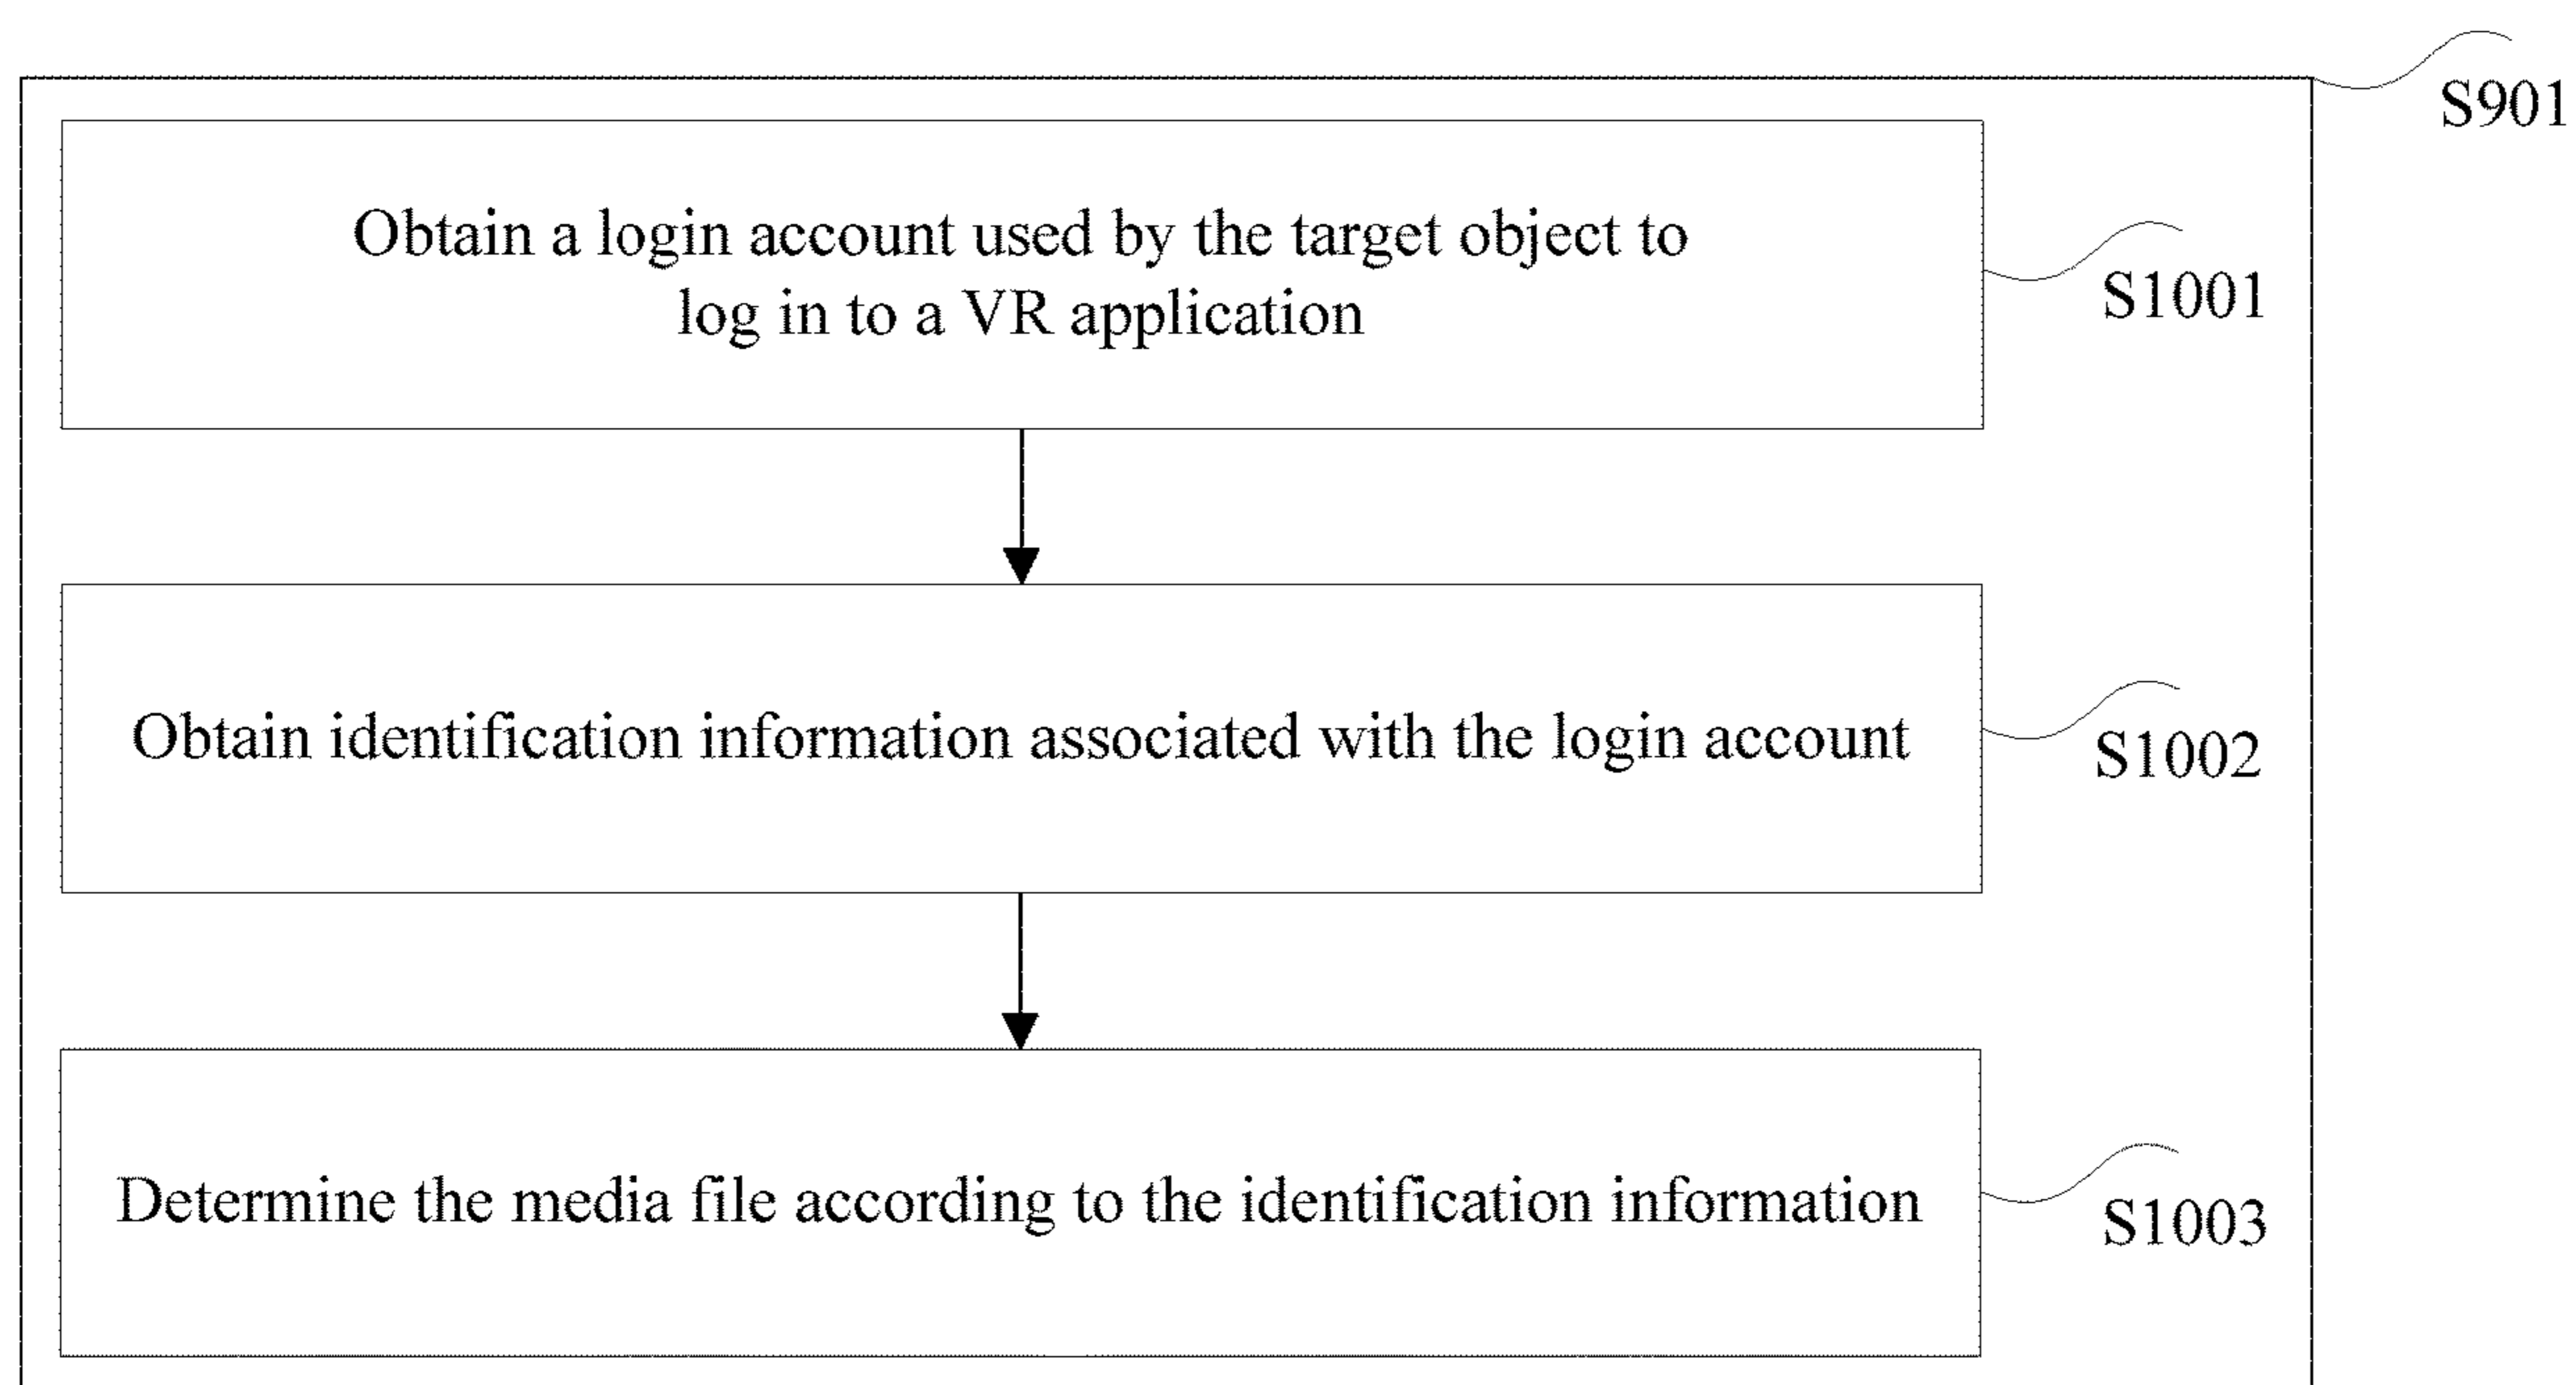 S901
Obtain a login account used by the target object to
log in to a VR application
S1001
Obtain identification information associated with the login account
S1002
Determine the media file according to the identification information
S1003